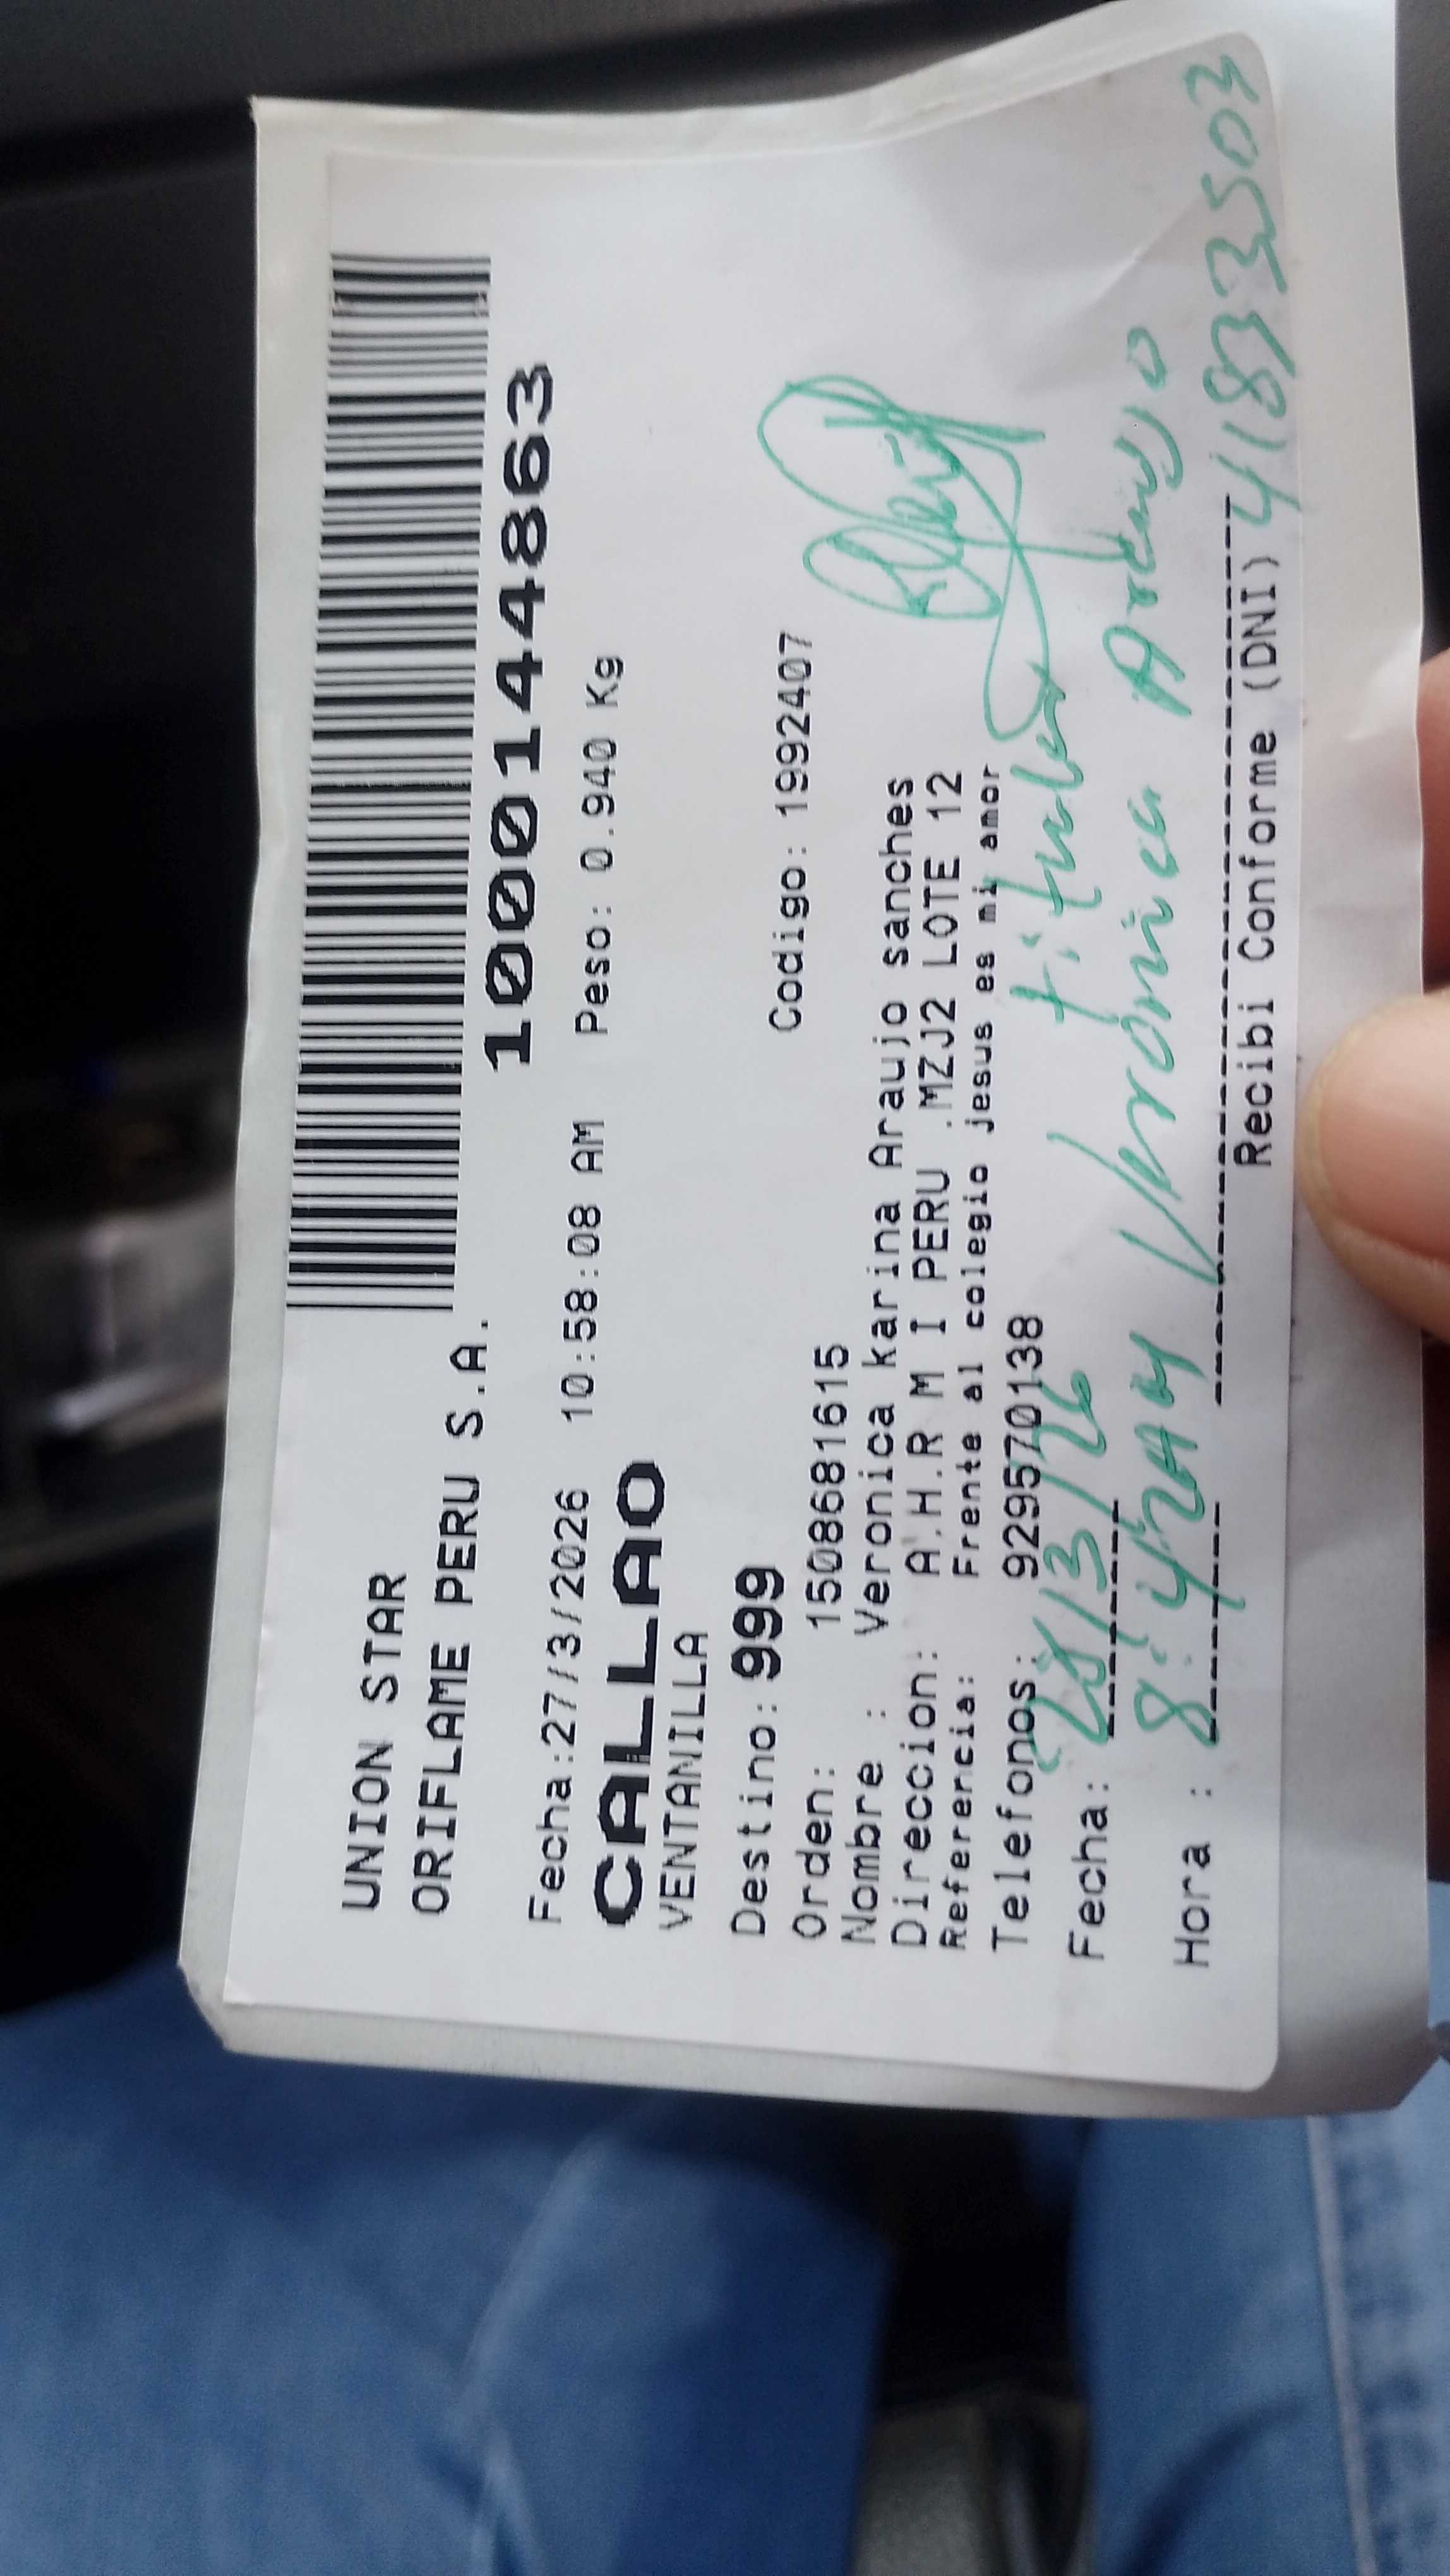 UNION STAR
ORIFLAME PERU S.A.
1000144863
Fecha:27/3/2026 10:58:08 AM Peso: 0.940 Kg
CALLAO
VENTANILLA
Destino: 999 Codigo: 1992407
Orden: 150868161615
Nombre : Veronica karina Araujo sanches
Direccion: A.H.R M I PERU .MZJ2 LOTE 12
Referencia: Frente al colegio jesus es mi amor
Telefonos: 929570138
titular
Fecha: 28/3/26
Veronica Araujo
Hora : 8:42AM
Recibi Conforme (DNI) 41833503